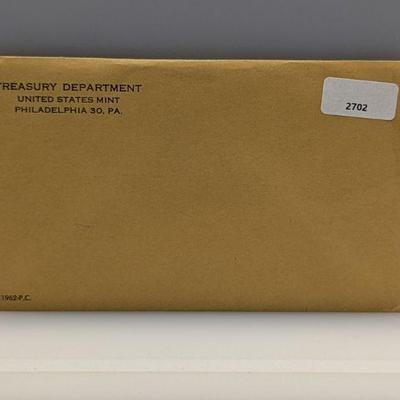 TREASURY DEPARTMENT
UNITED STATES MINT
PHILADELPHIA 30, PA.
2702
1962-P.C.